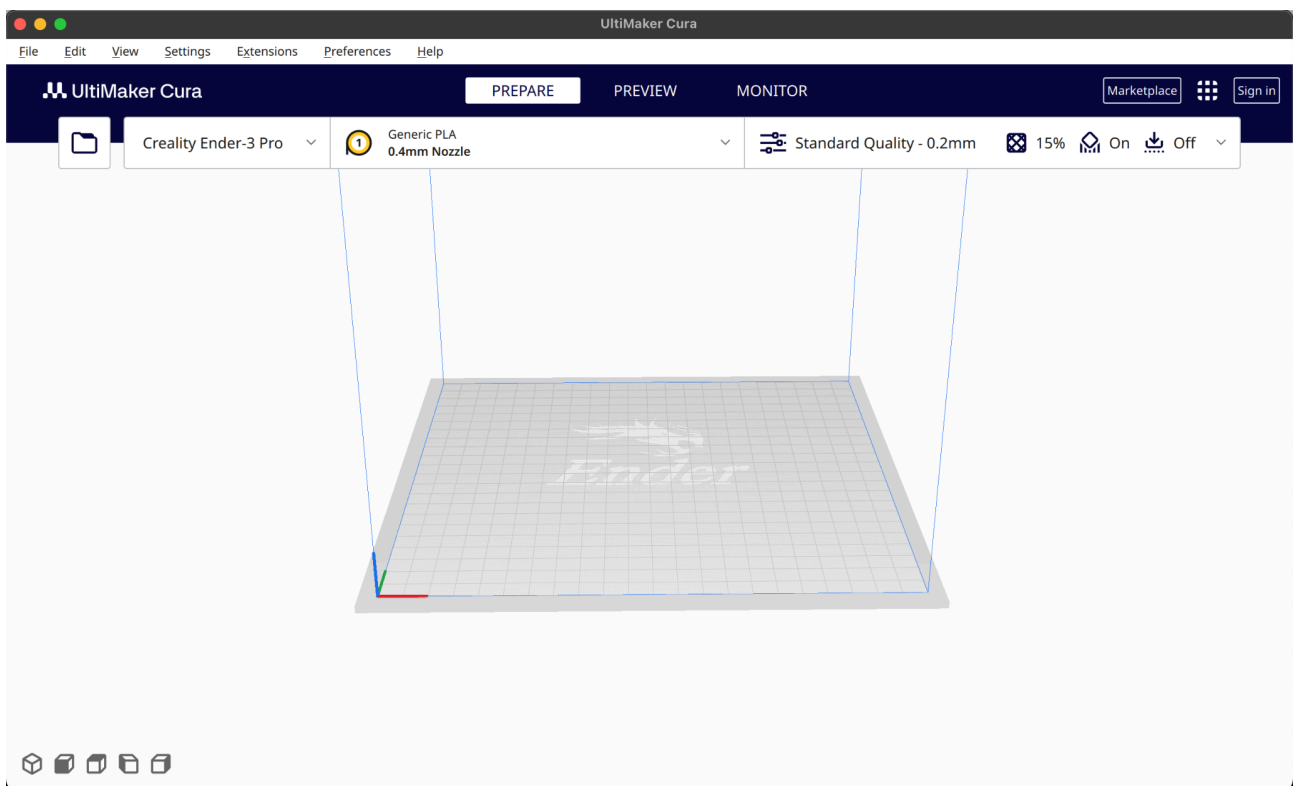 UltiMaker Cura
File Edit View Settings Extensions Preferences Help
UltiMaker Cura PREPARE PREVIEW MONITOR Marketplace Sign in
Creality Ender-3 Pro 1 Generic PLA
0.4mm Nozzle
Standard Quality - 0.2mm 15% On Off
Ender